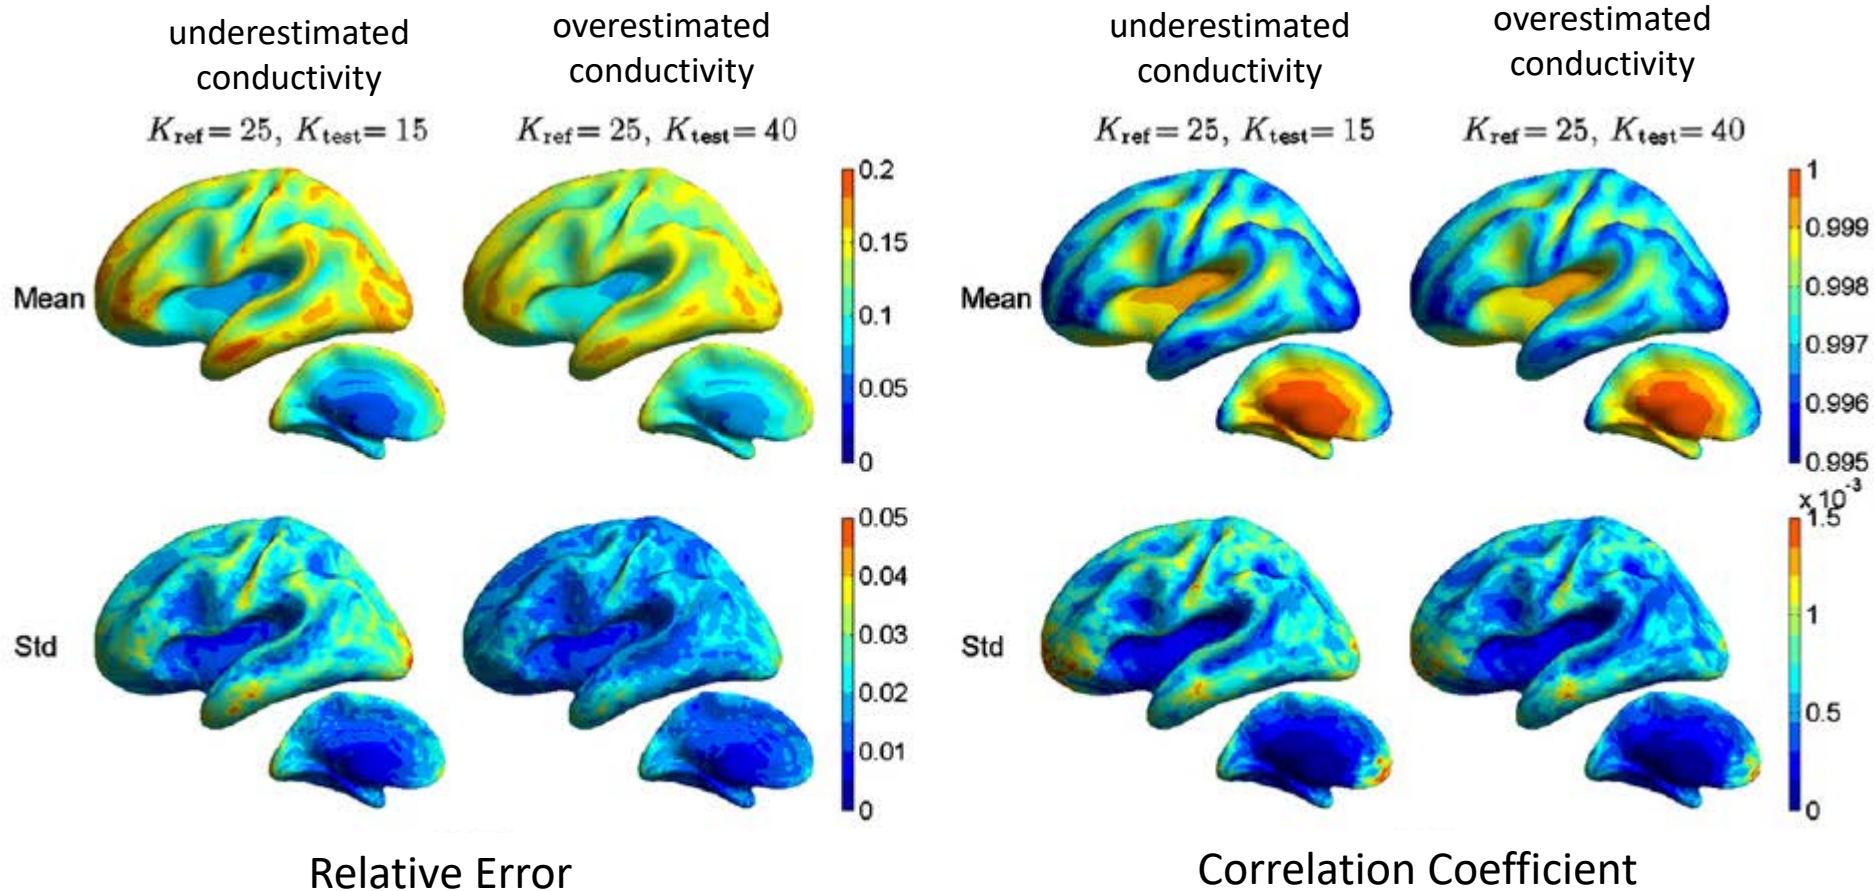 underestimated
conductivity
overestimated
conductivity
K_ref = 25, K_test = 15
K_ref = 25, K_test = 40
Mean
0.2
0.15
0.1
0.05
0
Std
0.05
0.04
0.03
0.02
0.01
0
Relative Error
underestimated
conductivity
overestimated
conductivity
K_ref = 25, K_test = 15
K_ref = 25, K_test = 40
Mean
1
0.999
0.998
0.997
0.996
0.995
Std
x 10^-3
1.5
1
0.5
0
Correlation Coefficient